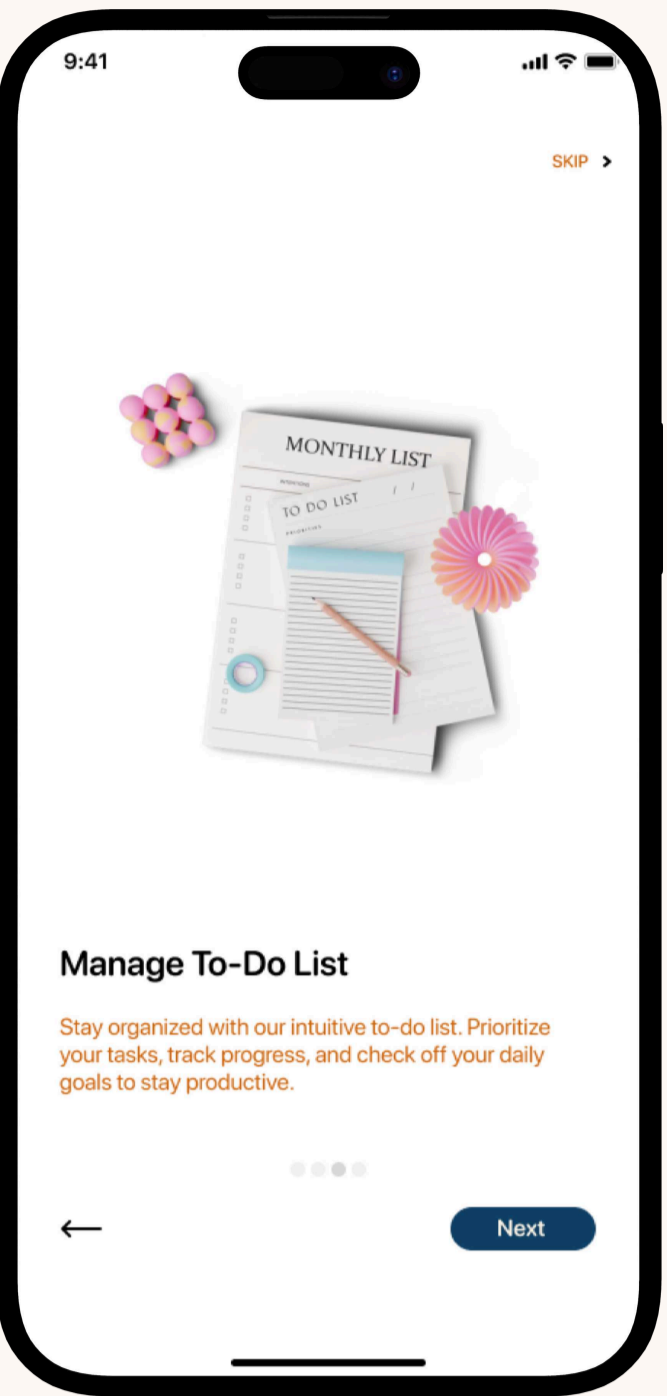 9:41
SKIP
MONTHLY LIST
TO DO LIST
PRIORITIES
Manage To-Do List
Stay organized with our intuitive to-do list. Prioritize
your tasks, track progress, and check off your daily
goals to stay productive.
Next